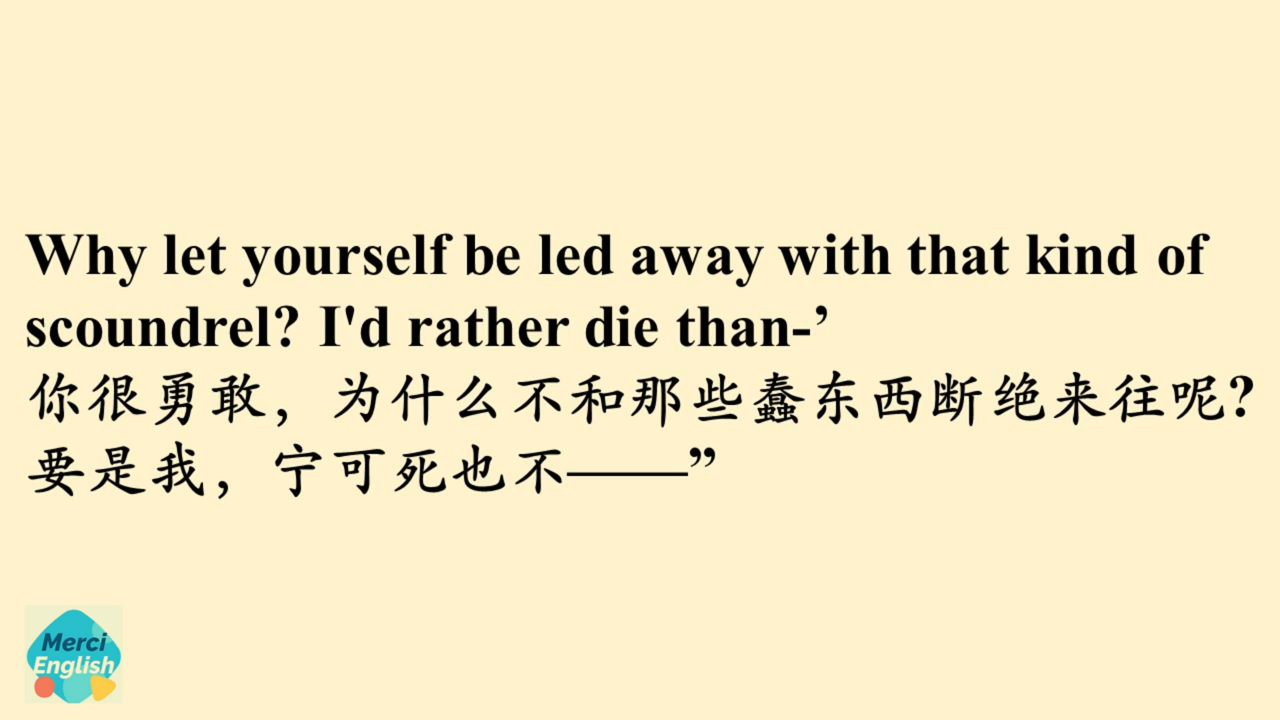 Why let yourself be led away with that kind of
scoundrel? I'd rather die than-’
你很勇敢，为什么不和那些蠢东西断绝来往呢?
要是我，宁可死也不——”
Merci
English